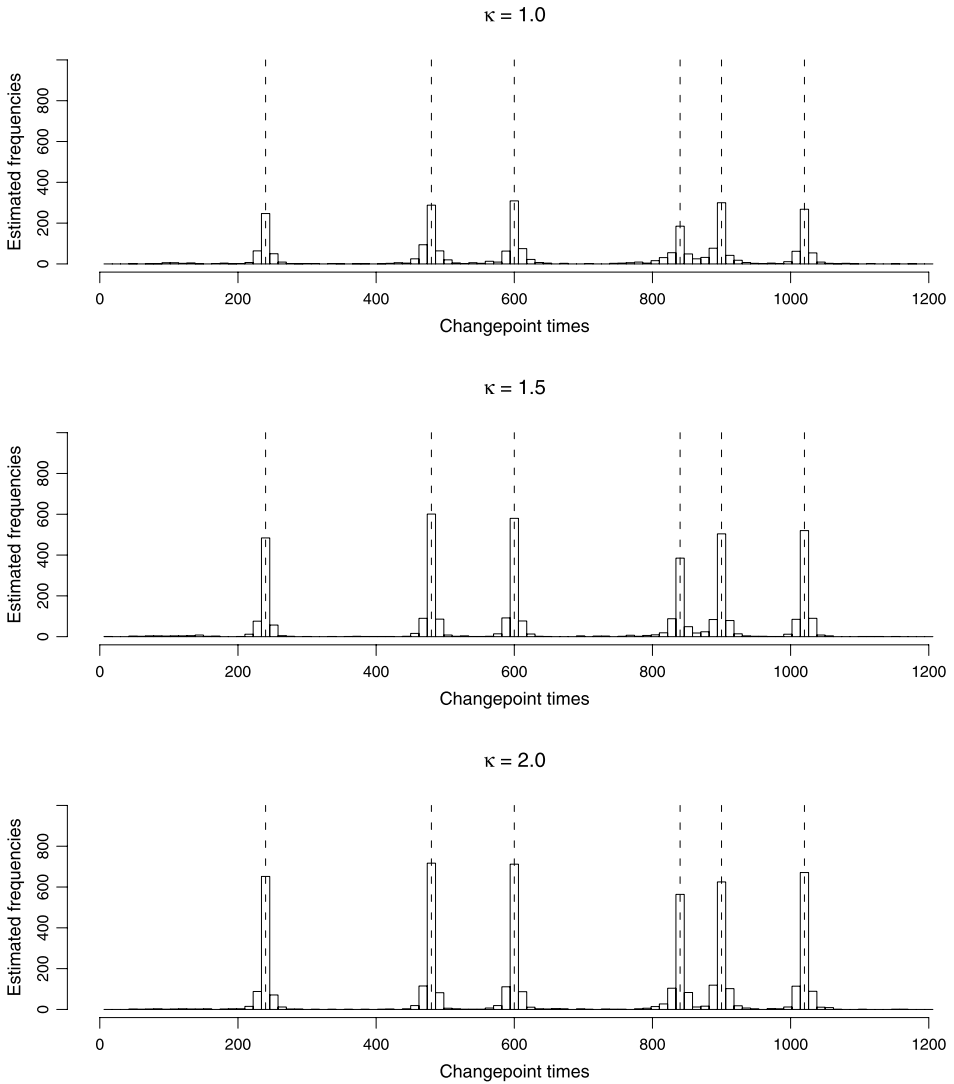 κ = 1.0
Estimated frequencies
0 200 400 600 800
0 200 400 600 800 1000 1200
Changepoint times
κ = 1.5
Estimated frequencies
0 200 400 600 800
0 200 400 600 800 1000 1200
Changepoint times
κ = 2.0
Estimated frequencies
0 200 400 600 800
0 200 400 600 800 1000 1200
Changepoint times